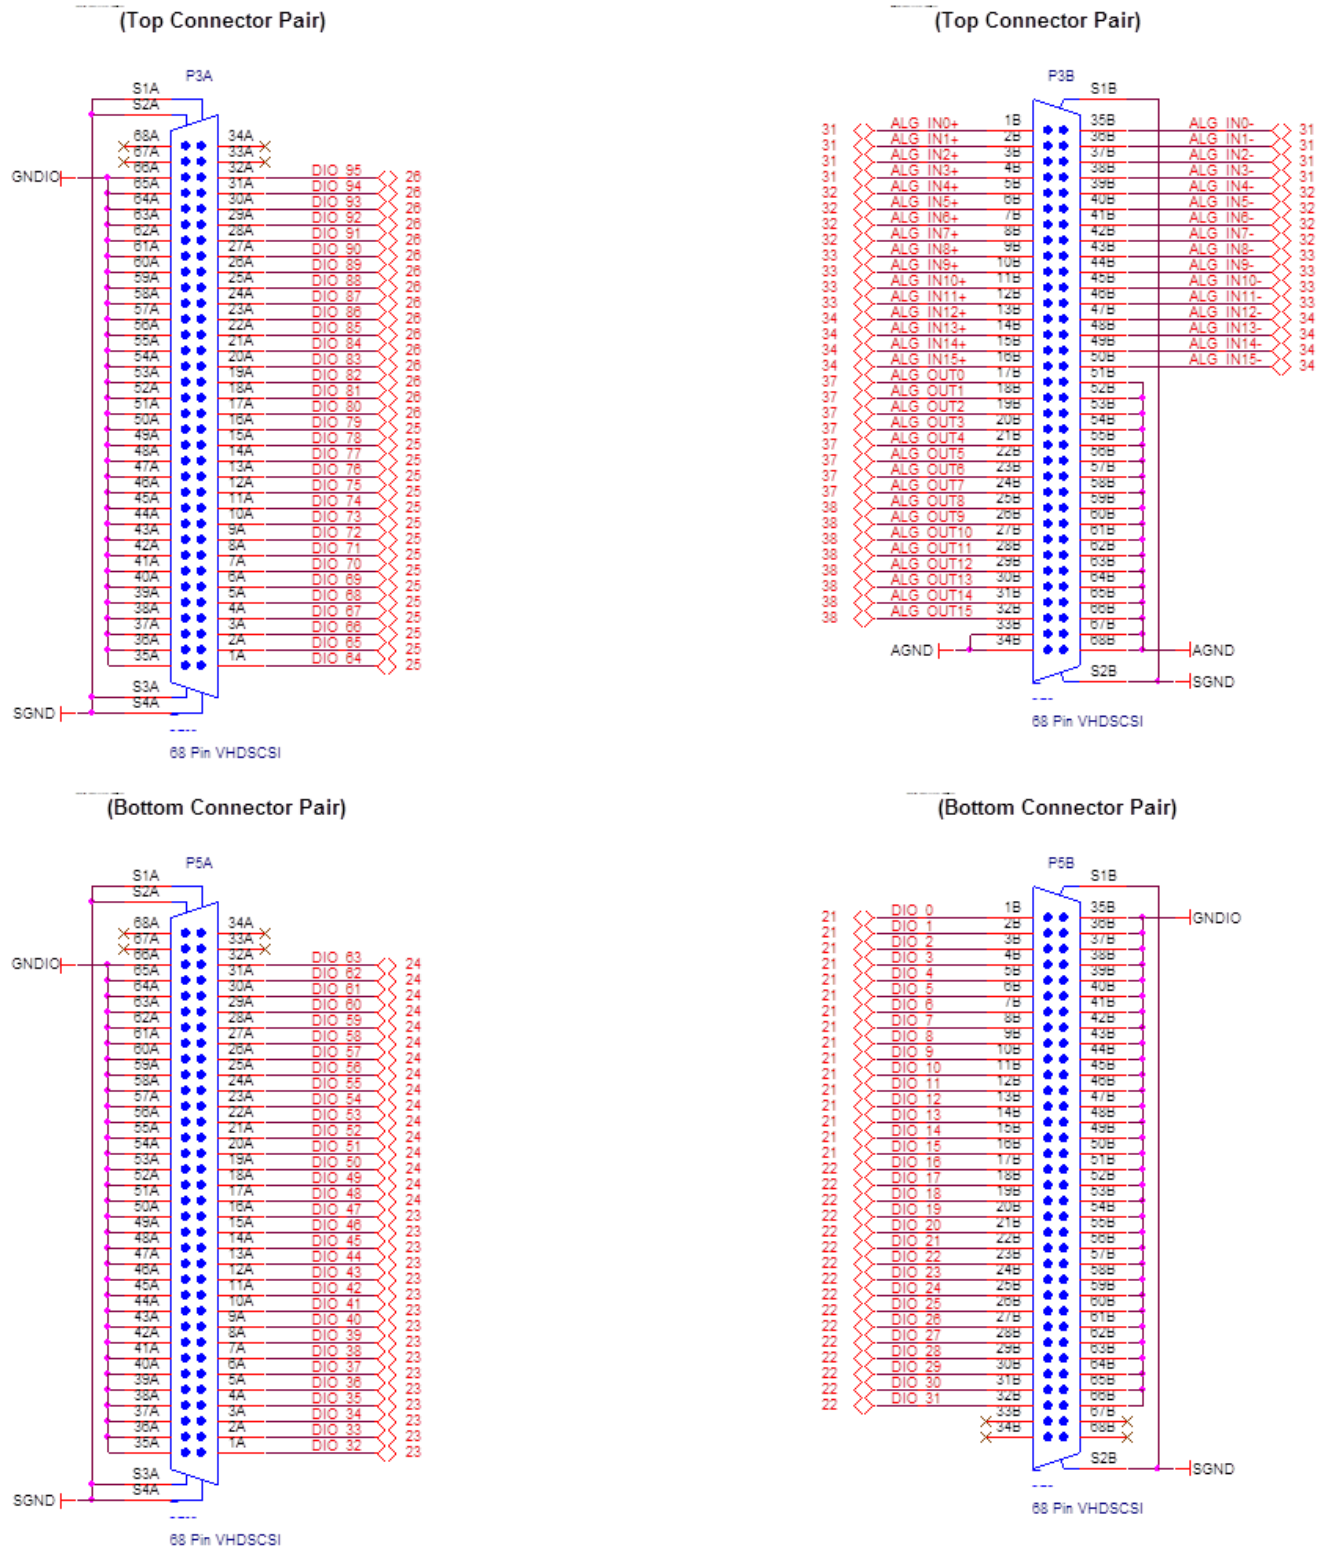 (Top Connector Pair)
P3A
S1A
S2A
68A 34A
67A 33A
GNDIO 66A 32A DIO 95 26
65A 31A DIO 94 26
64A 30A DIO 93 26
63A 29A DIO 92 26
62A 28A DIO 91 26
61A 27A DIO 90 26
60A 26A DIO 89 26
59A 25A DIO 88 26
58A 24A DIO 87 26
57A 23A DIO 86 26
56A 22A DIO 85 26
55A 21A DIO 84 26
54A 20A DIO 83 26
53A 19A DIO 82 26
52A 18A DIO 81 26
51A 17A DIO 80 26
50A 16A DIO 79 25
49A 15A DIO 78 25
48A 14A DIO 77 25
47A 13A DIO 76 25
46A 12A DIO 75 25
45A 11A DIO 74 25
44A 10A DIO 73 25
43A 9A DIO 72 25
42A 8A DIO 71 25
41A 7A DIO 70 25
40A 6A DIO 69 25
39A 5A DIO 68 25
38A 4A DIO 67 25
37A 3A DIO 66 25
36A 2A DIO 65 25
35A 1A DIO 64 25
S3A
SGND S4A
68 Pin VHDSCSI
(Top Connector Pair)
P3B
S1B
31 ALG IN0+ 1B 35B ALG IN0- 31
31 ALG IN1+ 2B 36B ALG IN1- 31
31 ALG IN2+ 3B 37B ALG IN2- 31
31 ALG IN3+ 4B 38B ALG IN3- 31
32 ALG IN4+ 5B 39B ALG IN4- 32
32 ALG IN5+ 6B 40B ALG IN5- 32
32 ALG IN6+ 7B 41B ALG IN6- 32
32 ALG IN7+ 8B 42B ALG IN7- 32
33 ALG IN8+ 9B 43B ALG IN8- 33
33 ALG IN9+ 10B 44B ALG IN9- 33
33 ALG IN10+ 11B 45B ALG IN10- 33
33 ALG IN11+ 12B 46B ALG IN11- 33
34 ALG IN12+ 13B 47B ALG IN12- 34
34 ALG IN13+ 14B 48B ALG IN13- 34
34 ALG IN14+ 15B 49B ALG IN14- 34
34 ALG IN15+ 16B 50B ALG IN15- 34
37 ALG OUT0 17B 51B
37 ALG OUT1 18B 52B
37 ALG OUT2 19B 53B
37 ALG OUT3 20B 54B
37 ALG OUT4 21B 55B
37 ALG OUT5 22B 56B
37 ALG OUT6 23B 57B
37 ALG OUT7 24B 58B
38 ALG OUT8 25B 59B
38 ALG OUT9 26B 60B
38 ALG OUT10 27B 61B
38 ALG OUT11 28B 62B
38 ALG OUT12 29B 63B
38 ALG OUT13 30B 64B
38 ALG OUT14 31B 65B
38 ALG OUT15 32B 66B
33B 67B
AGND 34B 68B AGND
S2B SGND
68 Pin VHDSCSI
(Bottom Connector Pair)
P5A
S1A
S2A
68A 34A
67A 33A
GNDIO 66A 32A DIO 63 24
65A 31A DIO 62 24
64A 30A DIO 61 24
63A 29A DIO 60 24
62A 28A DIO 59 24
61A 27A DIO 58 24
60A 26A DIO 57 24
59A 25A DIO 56 24
58A 24A DIO 55 24
57A 23A DIO 54 24
56A 22A DIO 53 24
55A 21A DIO 52 24
54A 20A DIO 51 24
53A 19A DIO 50 24
52A 18A DIO 49 24
51A 17A DIO 48 24
50A 16A DIO 47 23
49A 15A DIO 46 23
48A 14A DIO 45 23
47A 13A DIO 44 23
46A 12A DIO 43 23
45A 11A DIO 42 23
44A 10A DIO 41 23
43A 9A DIO 40 23
42A 8A DIO 39 23
41A 7A DIO 38 23
40A 6A DIO 37 23
39A 5A DIO 36 23
38A 4A DIO 35 23
37A 3A DIO 34 23
36A 2A DIO 33 23
35A 1A DIO 32 23
S3A
SGND S4A
68 Pin VHDSCSI
(Bottom Connector Pair)
P5B
S1B
21 DIO 0 1B 35B GNDIO
21 DIO 1 2B 36B
21 DIO 2 3B 37B
21 DIO 3 4B 38B
21 DIO 4 5B 39B
21 DIO 5 6B 40B
21 DIO 6 7B 41B
21 DIO 7 8B 42B
21 DIO 8 9B 43B
21 DIO 9 10B 44B
21 DIO 10 11B 45B
21 DIO 11 12B 46B
21 DIO 12 13B 47B
21 DIO 13 14B 48B
21 DIO 14 15B 49B
21 DIO 15 16B 50B
22 DIO 16 17B 51B
22 DIO 17 18B 52B
22 DIO 18 19B 53B
22 DIO 19 20B 54B
22 DIO 20 21B 55B
22 DIO 21 22B 56B
22 DIO 22 23B 57B
22 DIO 23 24B 58B
22 DIO 24 25B 59B
22 DIO 25 26B 60B
22 DIO 26 27B 61B
22 DIO 27 28B 62B
22 DIO 28 29B 63B
22 DIO 29 30B 64B
22 DIO 30 31B 65B
22 DIO 31 32B 66B
33B 67B
34B 68B
S2B SGND
68 Pin VHDSCSI